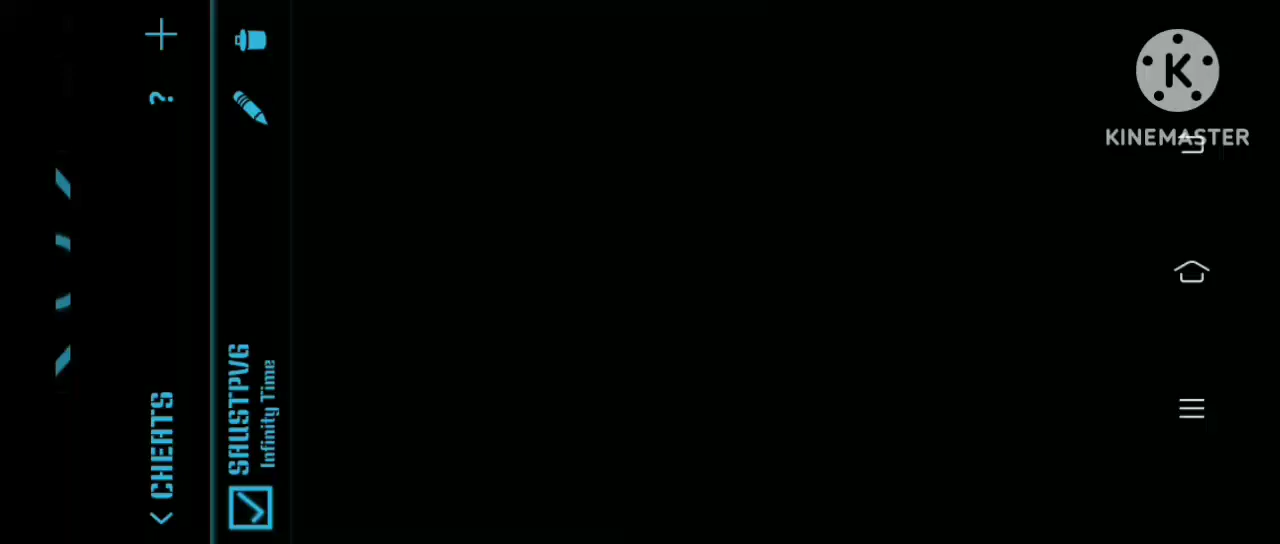 < CHEATS ? +
SAUSTPVG
Infinity Time
K
KINEMASTER